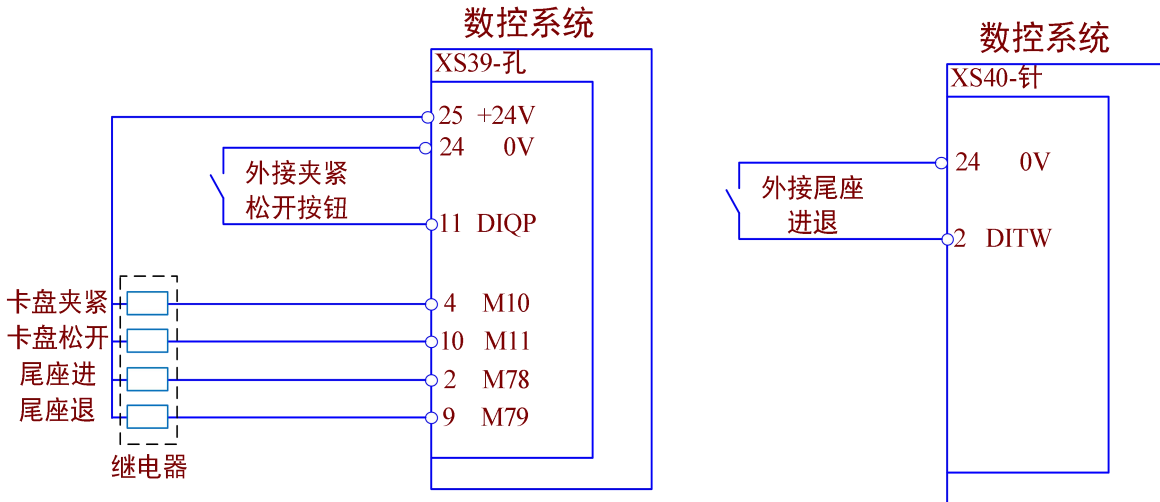 数控系统
XS39-孔
25 +24V
24 0V
外接夹紧
松开按钮
11 DIQP
卡盘夹紧
4 M10
卡盘松开
10 M11
尾座进
2 M78
尾座退
9 M79
继电器
数控系统
XS40-针
24 0V
外接尾座
进退
2 DITW